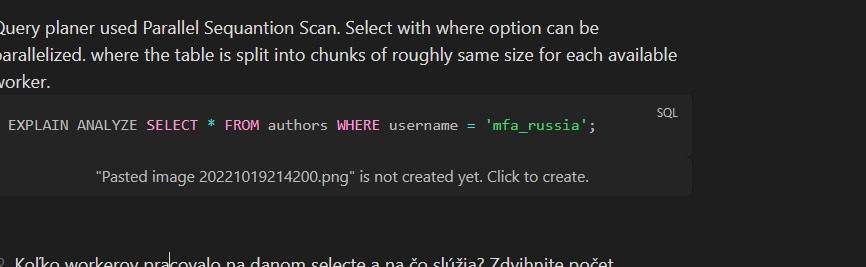 Query planer used Parallel Sequantion Scan. Select with where option can be
parallelized. where the table is split into chunks of roughly same size for each available
worker.
SQL
EXPLAIN ANALYZE SELECT * FROM authors WHERE username = 'mfa_russia';
"Pasted image 20221019214200.png" is not created yet. Click to create.
2. Koľko workerov pracovalo na danom selecte a na čo slúžia? Zdvihnite počet